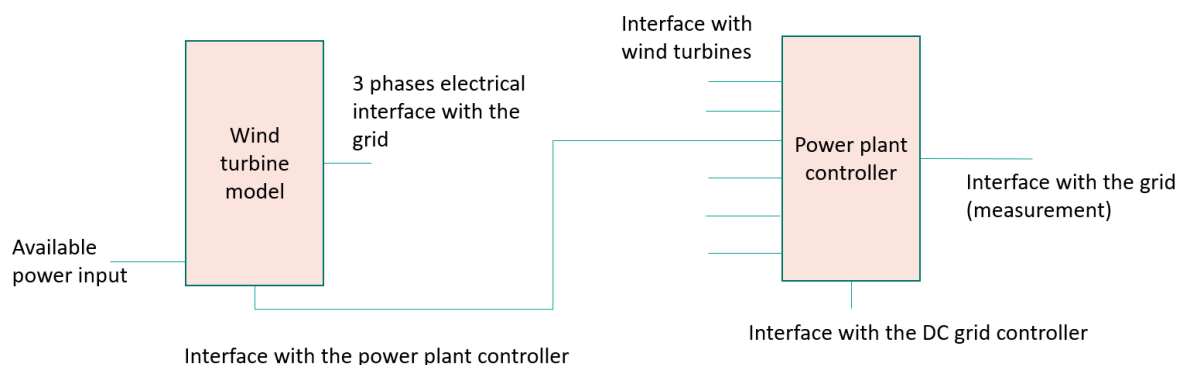 Wind
turbine
model
3 phases electrical
interface with the
grid
Available
power input
Interface with the power plant controller
Interface with
wind turbines
Power plant
controller
Interface with the grid
(measurement)
Interface with the DC grid controller